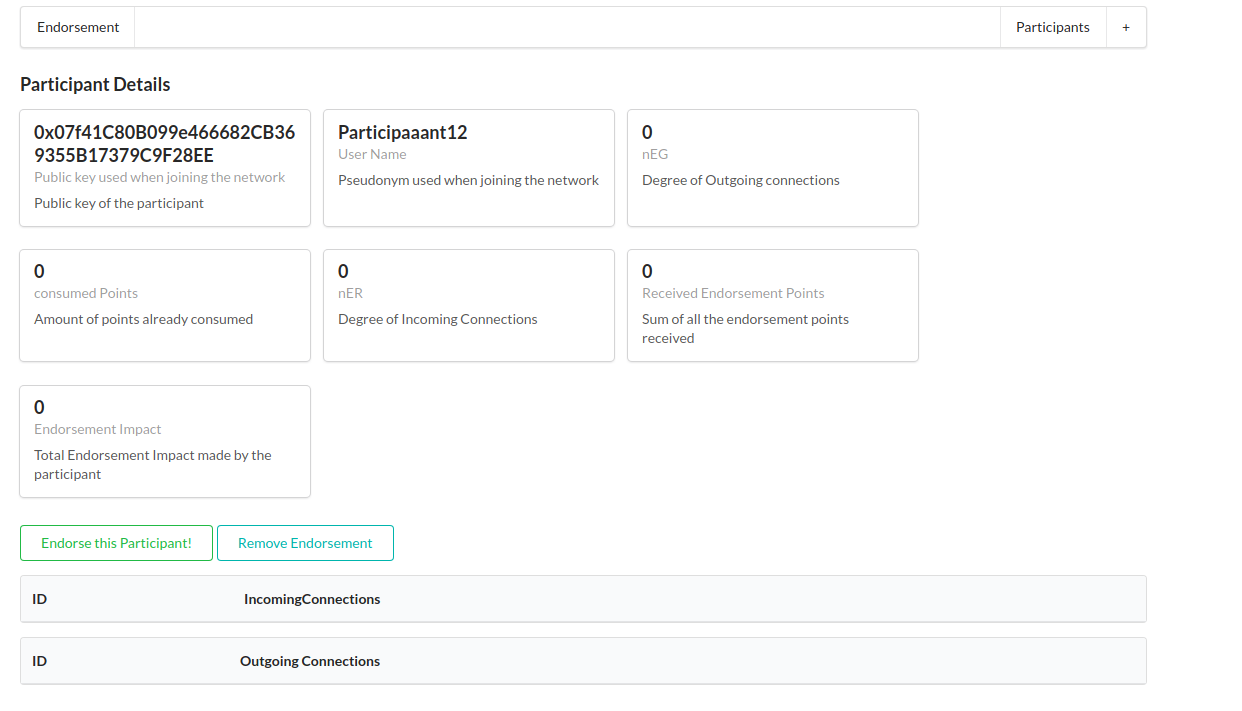 Endorsement
Participants
+
Participant Details
0x07f41C80B099e466682CB36
9355B17379C9F28EE
Public key used when joining the network
Public key of the participant
Participaaant12
User Name
Pseudonym used when joining the network
0
nEG
Degree of Outgoing connections
0
consumed Points
Amount of points already consumed
0
nER
Degree of Incoming Connections
0
Received Endorsement Points
Sum of all the endorsement points
received
0
Endorsement Impact
Total Endorsement Impact made by the
participant
Endorse this Participant!
Remove Endorsement
ID
IncomingConnections
ID
Outgoing Connections